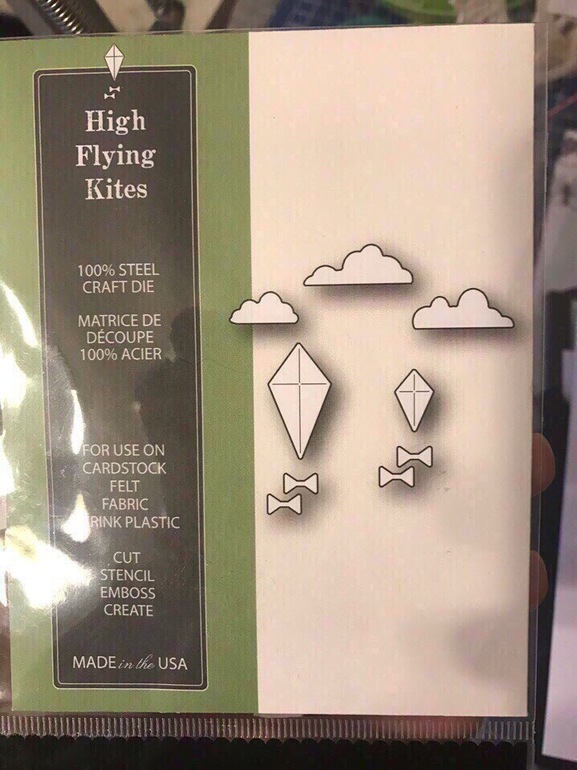 High
Flying
Kites
100% STEEL
CRAFT DIE
MATRICE DE
DÉCOUPE
100% ACIER
FOR USE ON
CARDSTOCK
FELT
FABRIC
PLASTIC
CUT
STENCIL
EMBOSS
CREATE
MADE in the USA